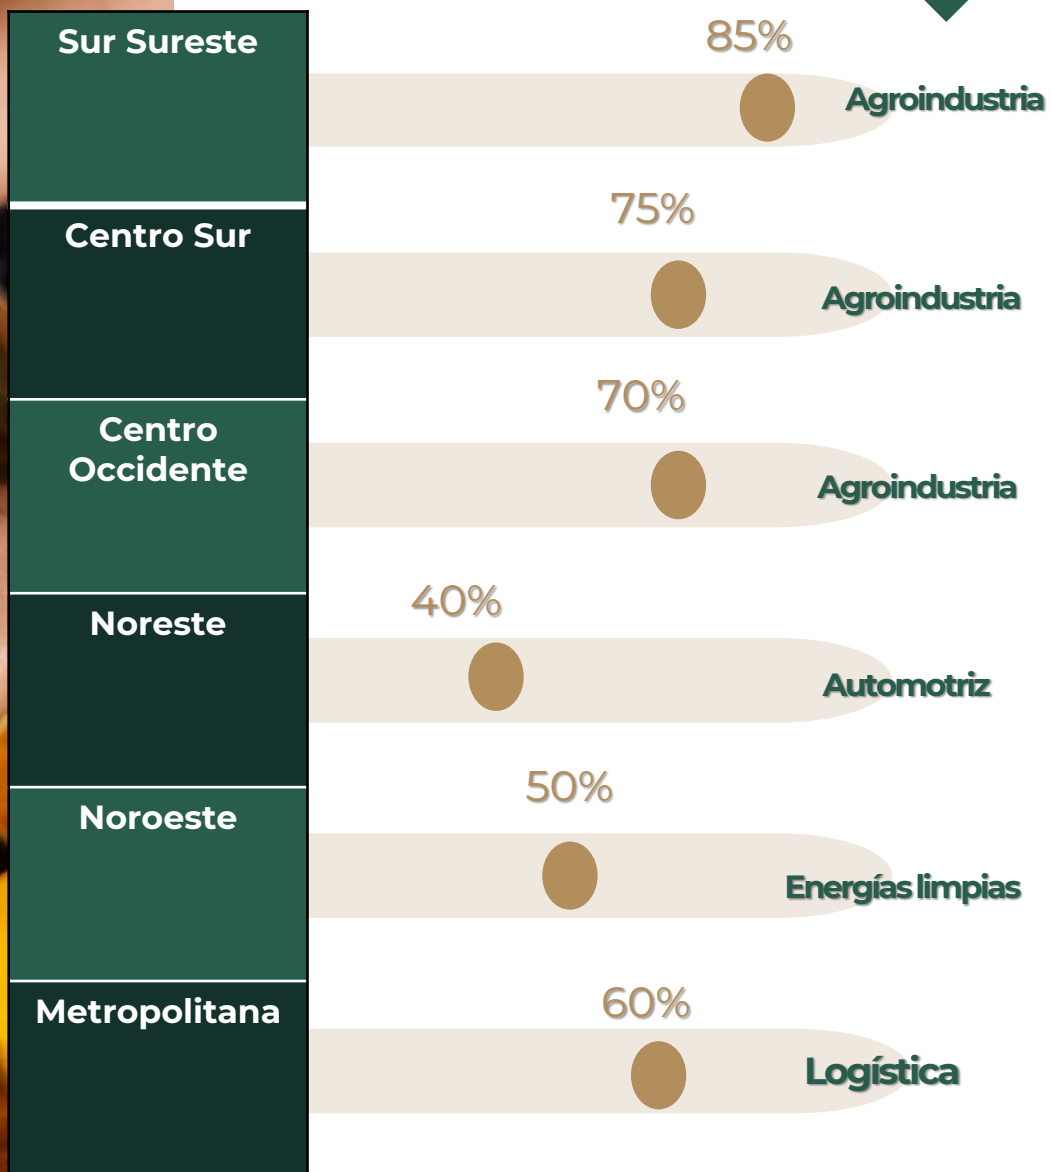 Sur Sureste
85%
Agroindustria
Centro Sur
75%
Agroindustria
Centro
Occidente
70%
Agroindustria
Noreste
40%
Automotriz
Noroeste
50%
Energías limpias
Metropolitana
60%
Logística